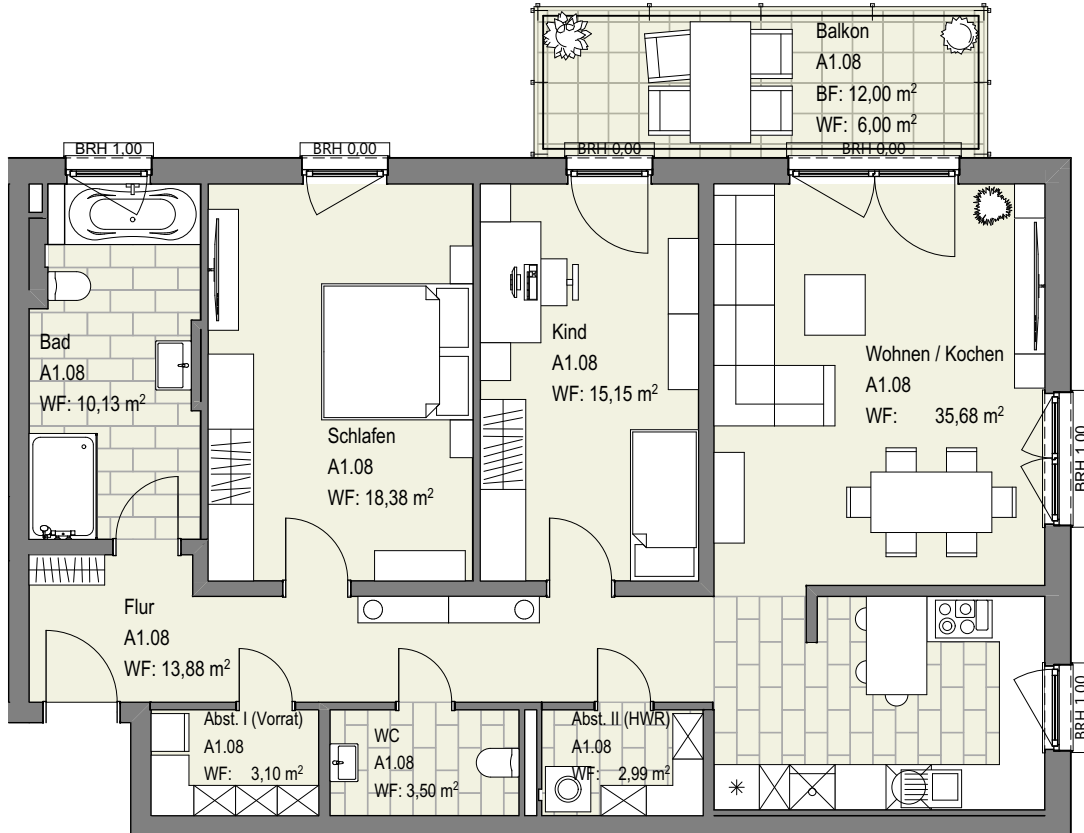 Balkon
A1.08
BF: 12,00 m²
WF: 6,00 m²
BRH 1,00
BRH 0,00
BRH 0,00
BRH 0,00
Bad
A1.08
WF: 10,13 m²
Schlafen
A1.08
WF: 18,38 m²
Kind
A1.08
WF: 15,15 m²
Wohnen / Kochen
A1.08
WF: 35,68 m²
BRH 1,00
Flur
A1.08
WF: 13,88 m²
BRH 1,00
Abst. I (Vorrat)
A1.08
WF: 3,10 m²
WC
A1.08
WF: 3,50 m²
Abst. II (HWR)
A1.08
WF: 2,99 m²